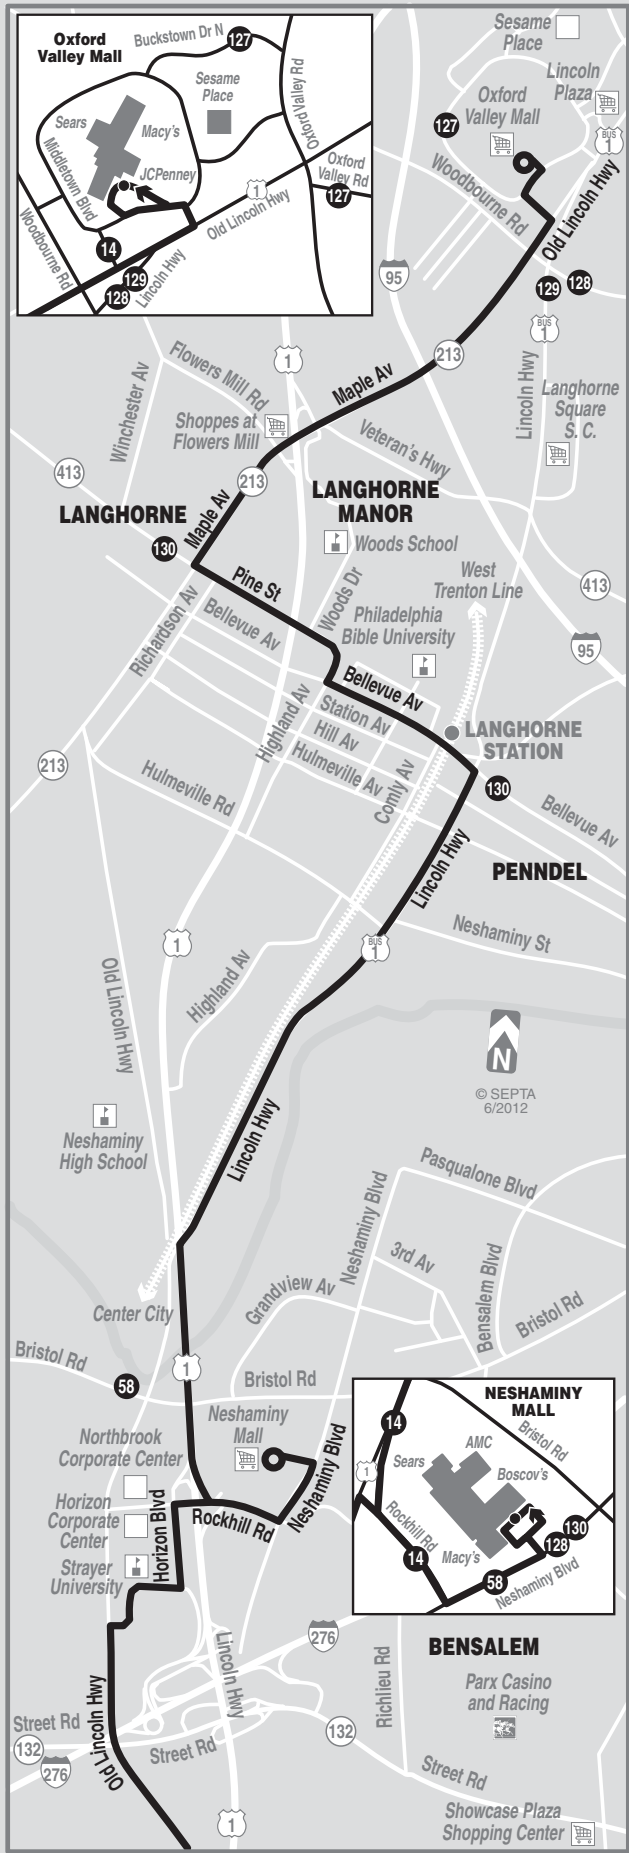 Oxford
Valley Mall
Buckstown Dr N
127
Sesame
Place
Oxford Valley Rd
Sears
Macy's
JCPenney
Middletown Blvd
Woodbourne Rd
14
1
Old Lincoln Hwy
Oxford
Valley Rd
127
129
128
Lincoln Hwy
Sesame
Place
Lincoln
Plaza
Oxford
Valley Mall
127
BUS
1
Woodbourne Rd
Old Lincoln Hwy
95
129
128
BUS
1
213
1
Maple Av
Flowers Mill Rd
Winchester Av
Lincoln Hwy
Langhorne
Square
S. C.
Shoppes at
Flowers Mill
Veteran's Hwy
413
213
Maple Av
LANGHORNE
LANGHORNE
MANOR
130
Woods School
Pine St
West
Trenton Line
413
Woods Dr
Philadelphia
Bible University
Richardson Av
Bellevue Av
95
Bellevue Av
Highland Av
Station Av
Hill Av
Hulmeville Av
LANGHORNE
STATION
213
Hulmeville Rd
Comly Av
130
Bellevue Av
Lincoln Hwy
PENNDEL
Neshaminy St
1
BUS
1
Highland Av
Old Lincoln Hwy
N
© SEPTA
6/2012
Neshaminy
High School
Lincoln Hwy
Pasqualone Blvd
Neshaminy Blvd
3rd Av
Bensalem Blvd
Grandview Av
Center City
Bristol Rd
Bristol Rd
58
1
Bristol Rd
Neshaminy
Mall
Northbrook
Corporate Center
Neshaminy Blvd
Horizon
Corporate
Center
Horizon Blvd
Rockhill Rd
Strayer
University
NESHAMINY
MALL
14
Bristol Rd
AMC
Sears
Boscov's
1
Rockhill Rd
14
Macy's
130
128
58
Neshaminy Blvd
276
Lincoln Hwy
BENSALEM
Richlieu Rd
Parx Casino
and Racing
Old Lincoln Hwy
Street Rd
132
276
Street Rd
132
Street Rd
1
Showcase Plaza
Shopping Center